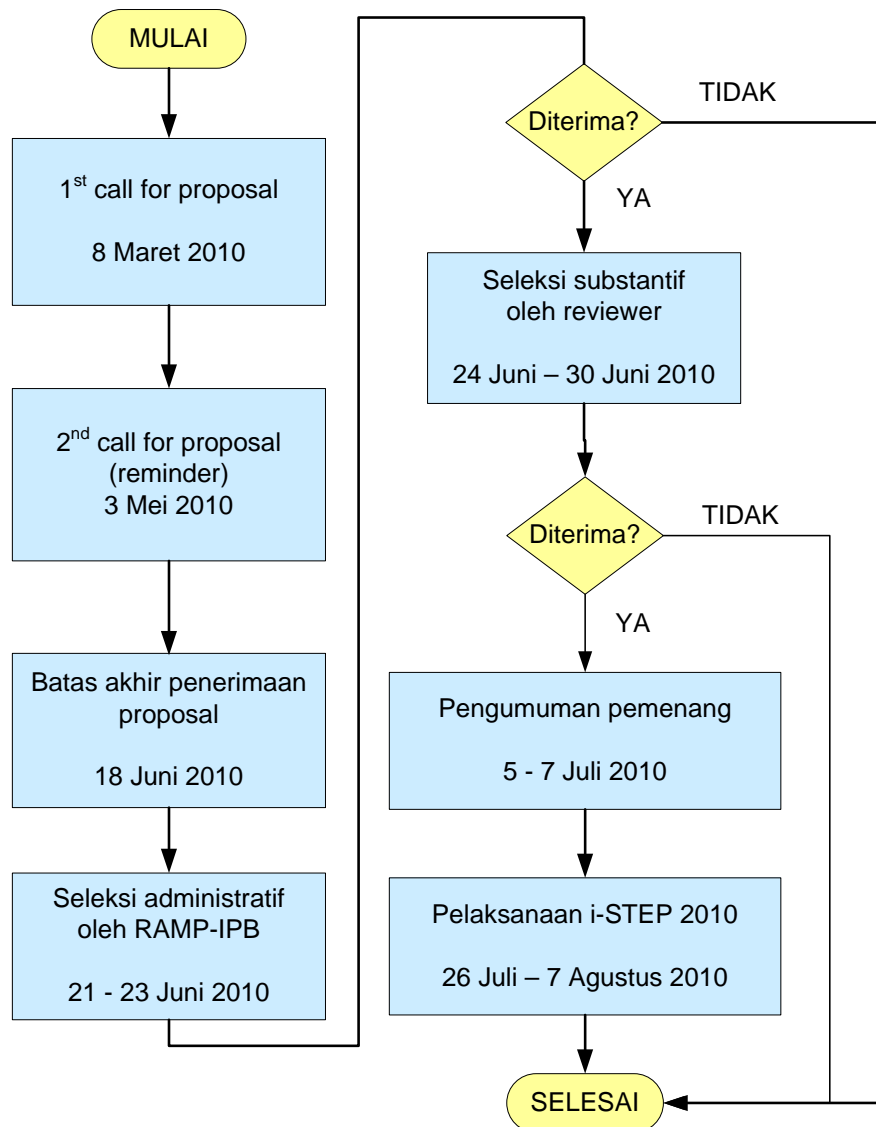 MULAI
1st call for proposal
8 Maret 2010
2nd call for proposal
(reminder)
3 Mei 2010
Batas akhir penerimaan
proposal
18 Juni 2010
Seleksi administratif
oleh RAMP-IPB
21 - 23 Juni 2010
Diterima?
TIDAK
YA
Seleksi substantif
oleh reviewer
24 Juni – 30 Juni 2010
Diterima?
TIDAK
YA
Pengumuman pemenang
5 - 7 Juli 2010
Pelaksanaan i-STEP 2010
26 Juli – 7 Agustus 2010
SELESAI